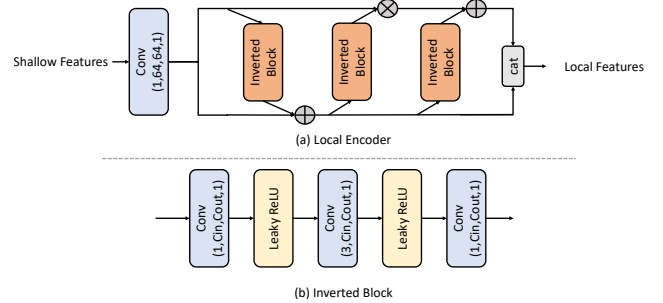 Shallow Features
Conv
(1,64,64,1)
Inverted
Block
Inverted
Block
Inverted
Block
cat
Local Features
(a) Local Encoder
Conv
(1,Cin,Cout,1)
Leaky ReLU
Conv
(3,Cin,Cout,1)
Leaky ReLU
Conv
(1,Cin,Cout,1)
(b) Inverted Block